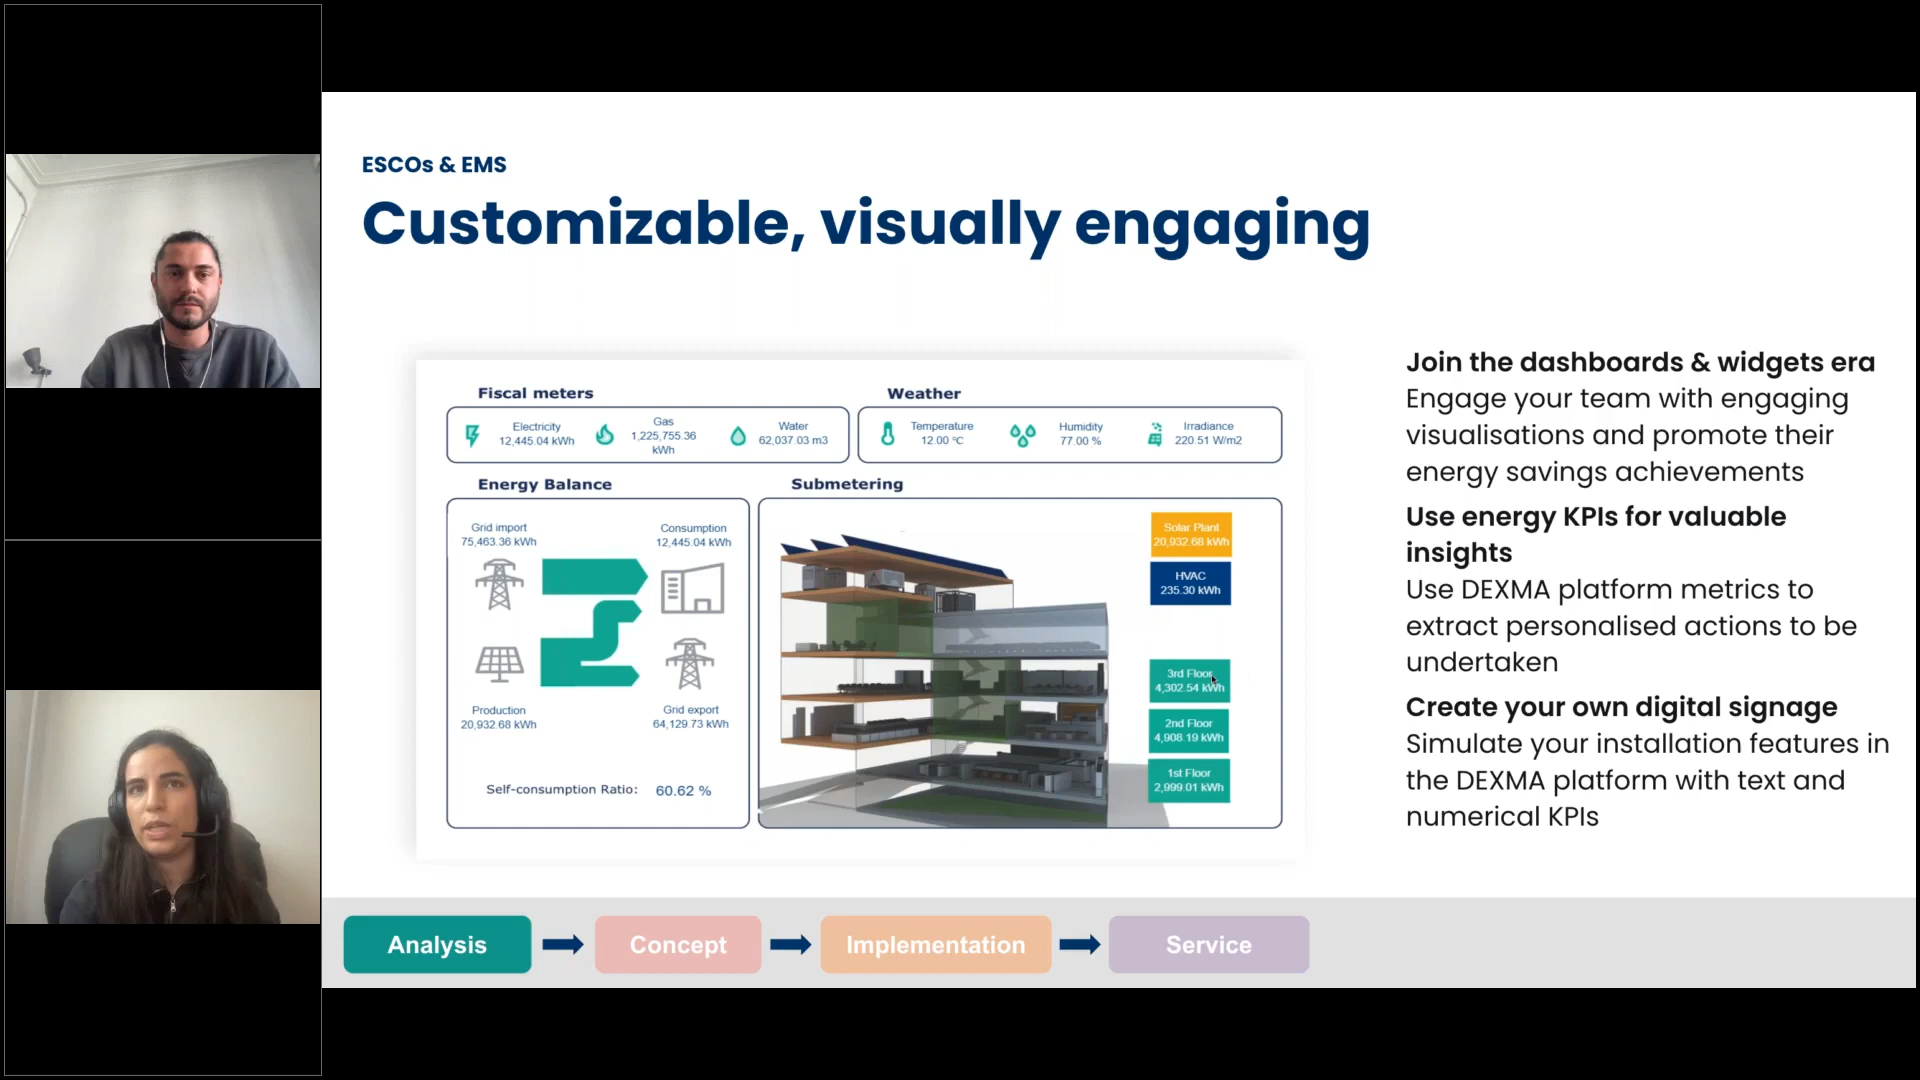 ESCOs & EMS
Customizable, visually engaging
Fiscal meters
Electricity
12,445.04 kWh
Gas
1,225,755.36
kWh
Water
62,037.03 m3
Weather
Temperature
12.00 °C
Humidity
77.00 %
Irradiance
220.51 W/m2
Energy Balance
Grid import
75,463.36 kWh
Consumption
12,445.04 kWh
Production
20,932.68 kWh
Grid export
64,129.73 kWh
Self-consumption Ratio: 60.62 %
Submetering
Solar Plant
20,932.68 kWh
HVAC
235.30 kWh
3rd Floor
4,302.54 kWh
2nd Floor
4,908.19 kWh
1st Floor
2,999.01 kWh
Join the dashboards & widgets era
Engage your team with engaging
visualisations and promote their
energy savings achievements
Use energy KPIs for valuable
insights
Use DEXMA platform metrics to
extract personalised actions to be
undertaken
Create your own digital signage
Simulate your installation features in
the DEXMA platform with text and
numerical KPIs
Analysis
Concept
Implementation
Service